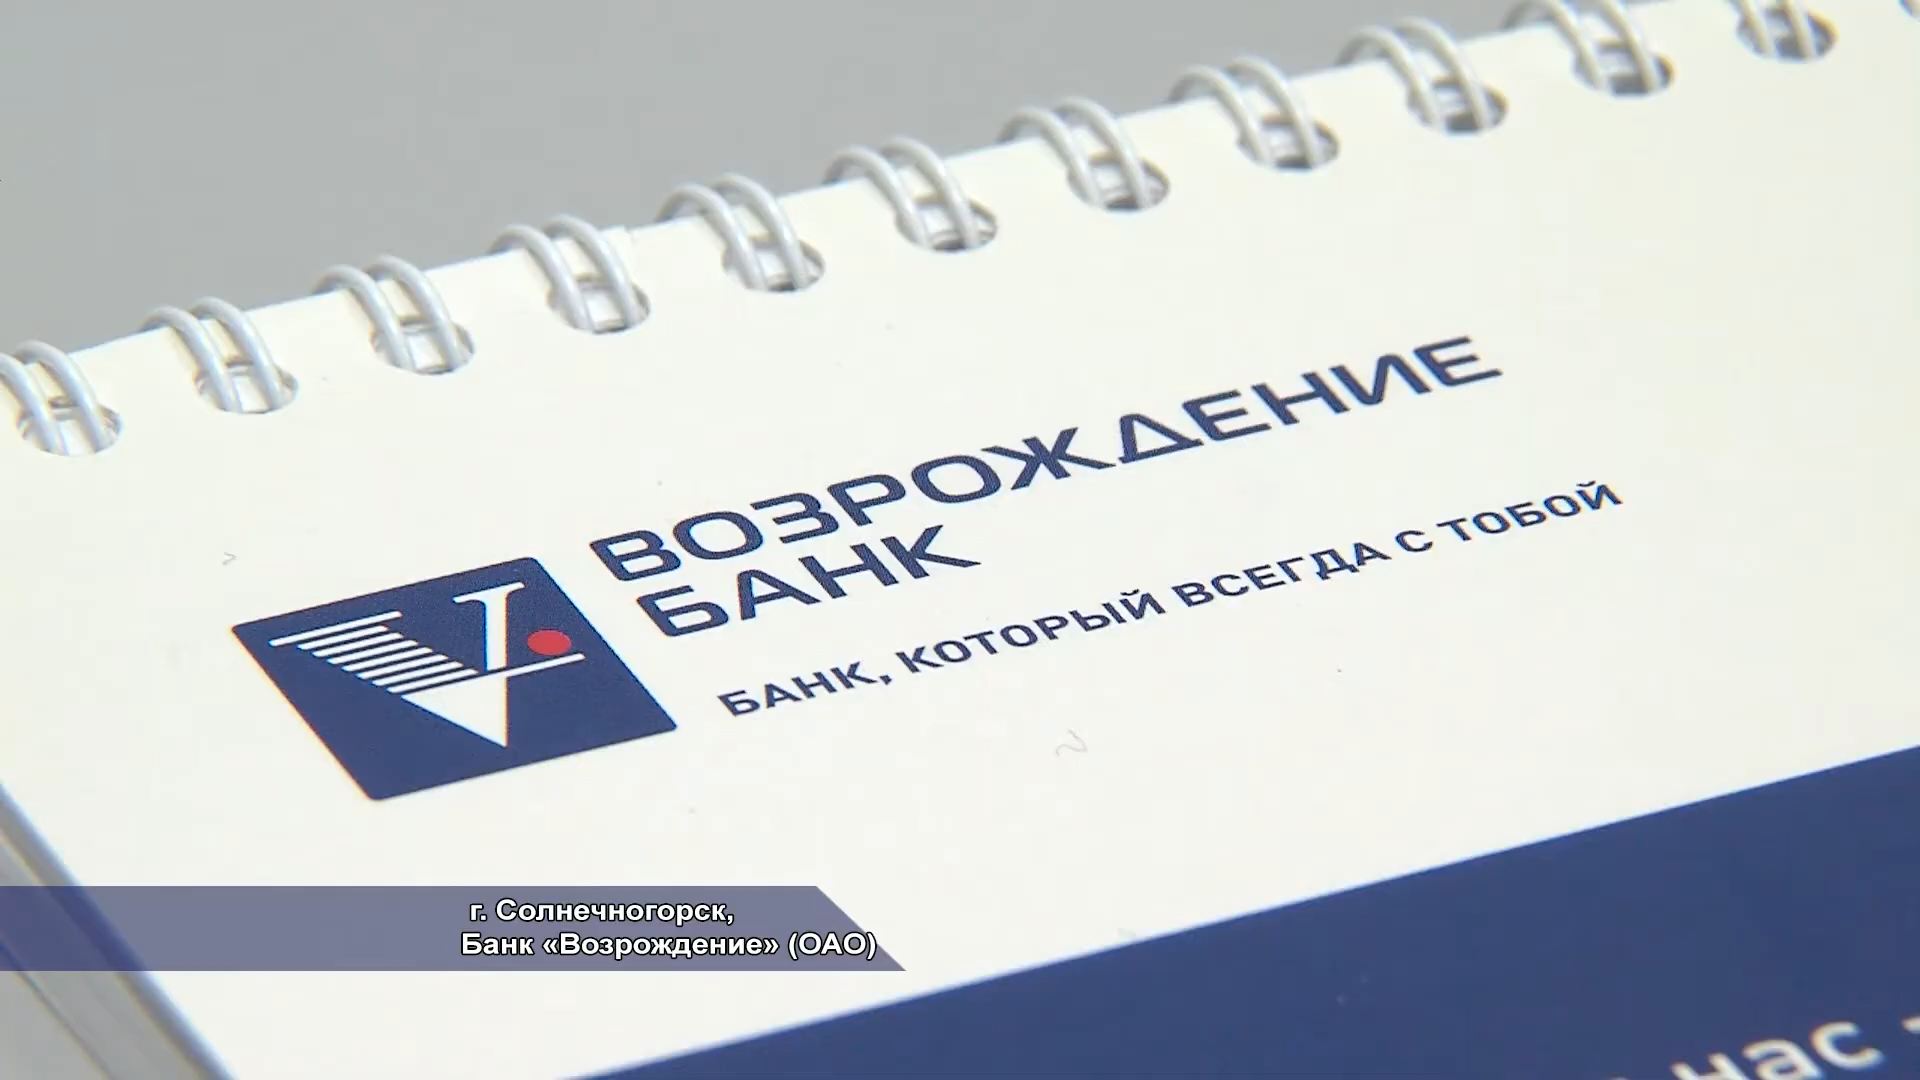 ВОЗРОЖДЕНИЕ
БАНК
БАНК, КОТОРЫЙ ВСЕГДА С ТОБОЙ
г. Солнечногорск,
Банк «Возрождение» (ОАО)
нас